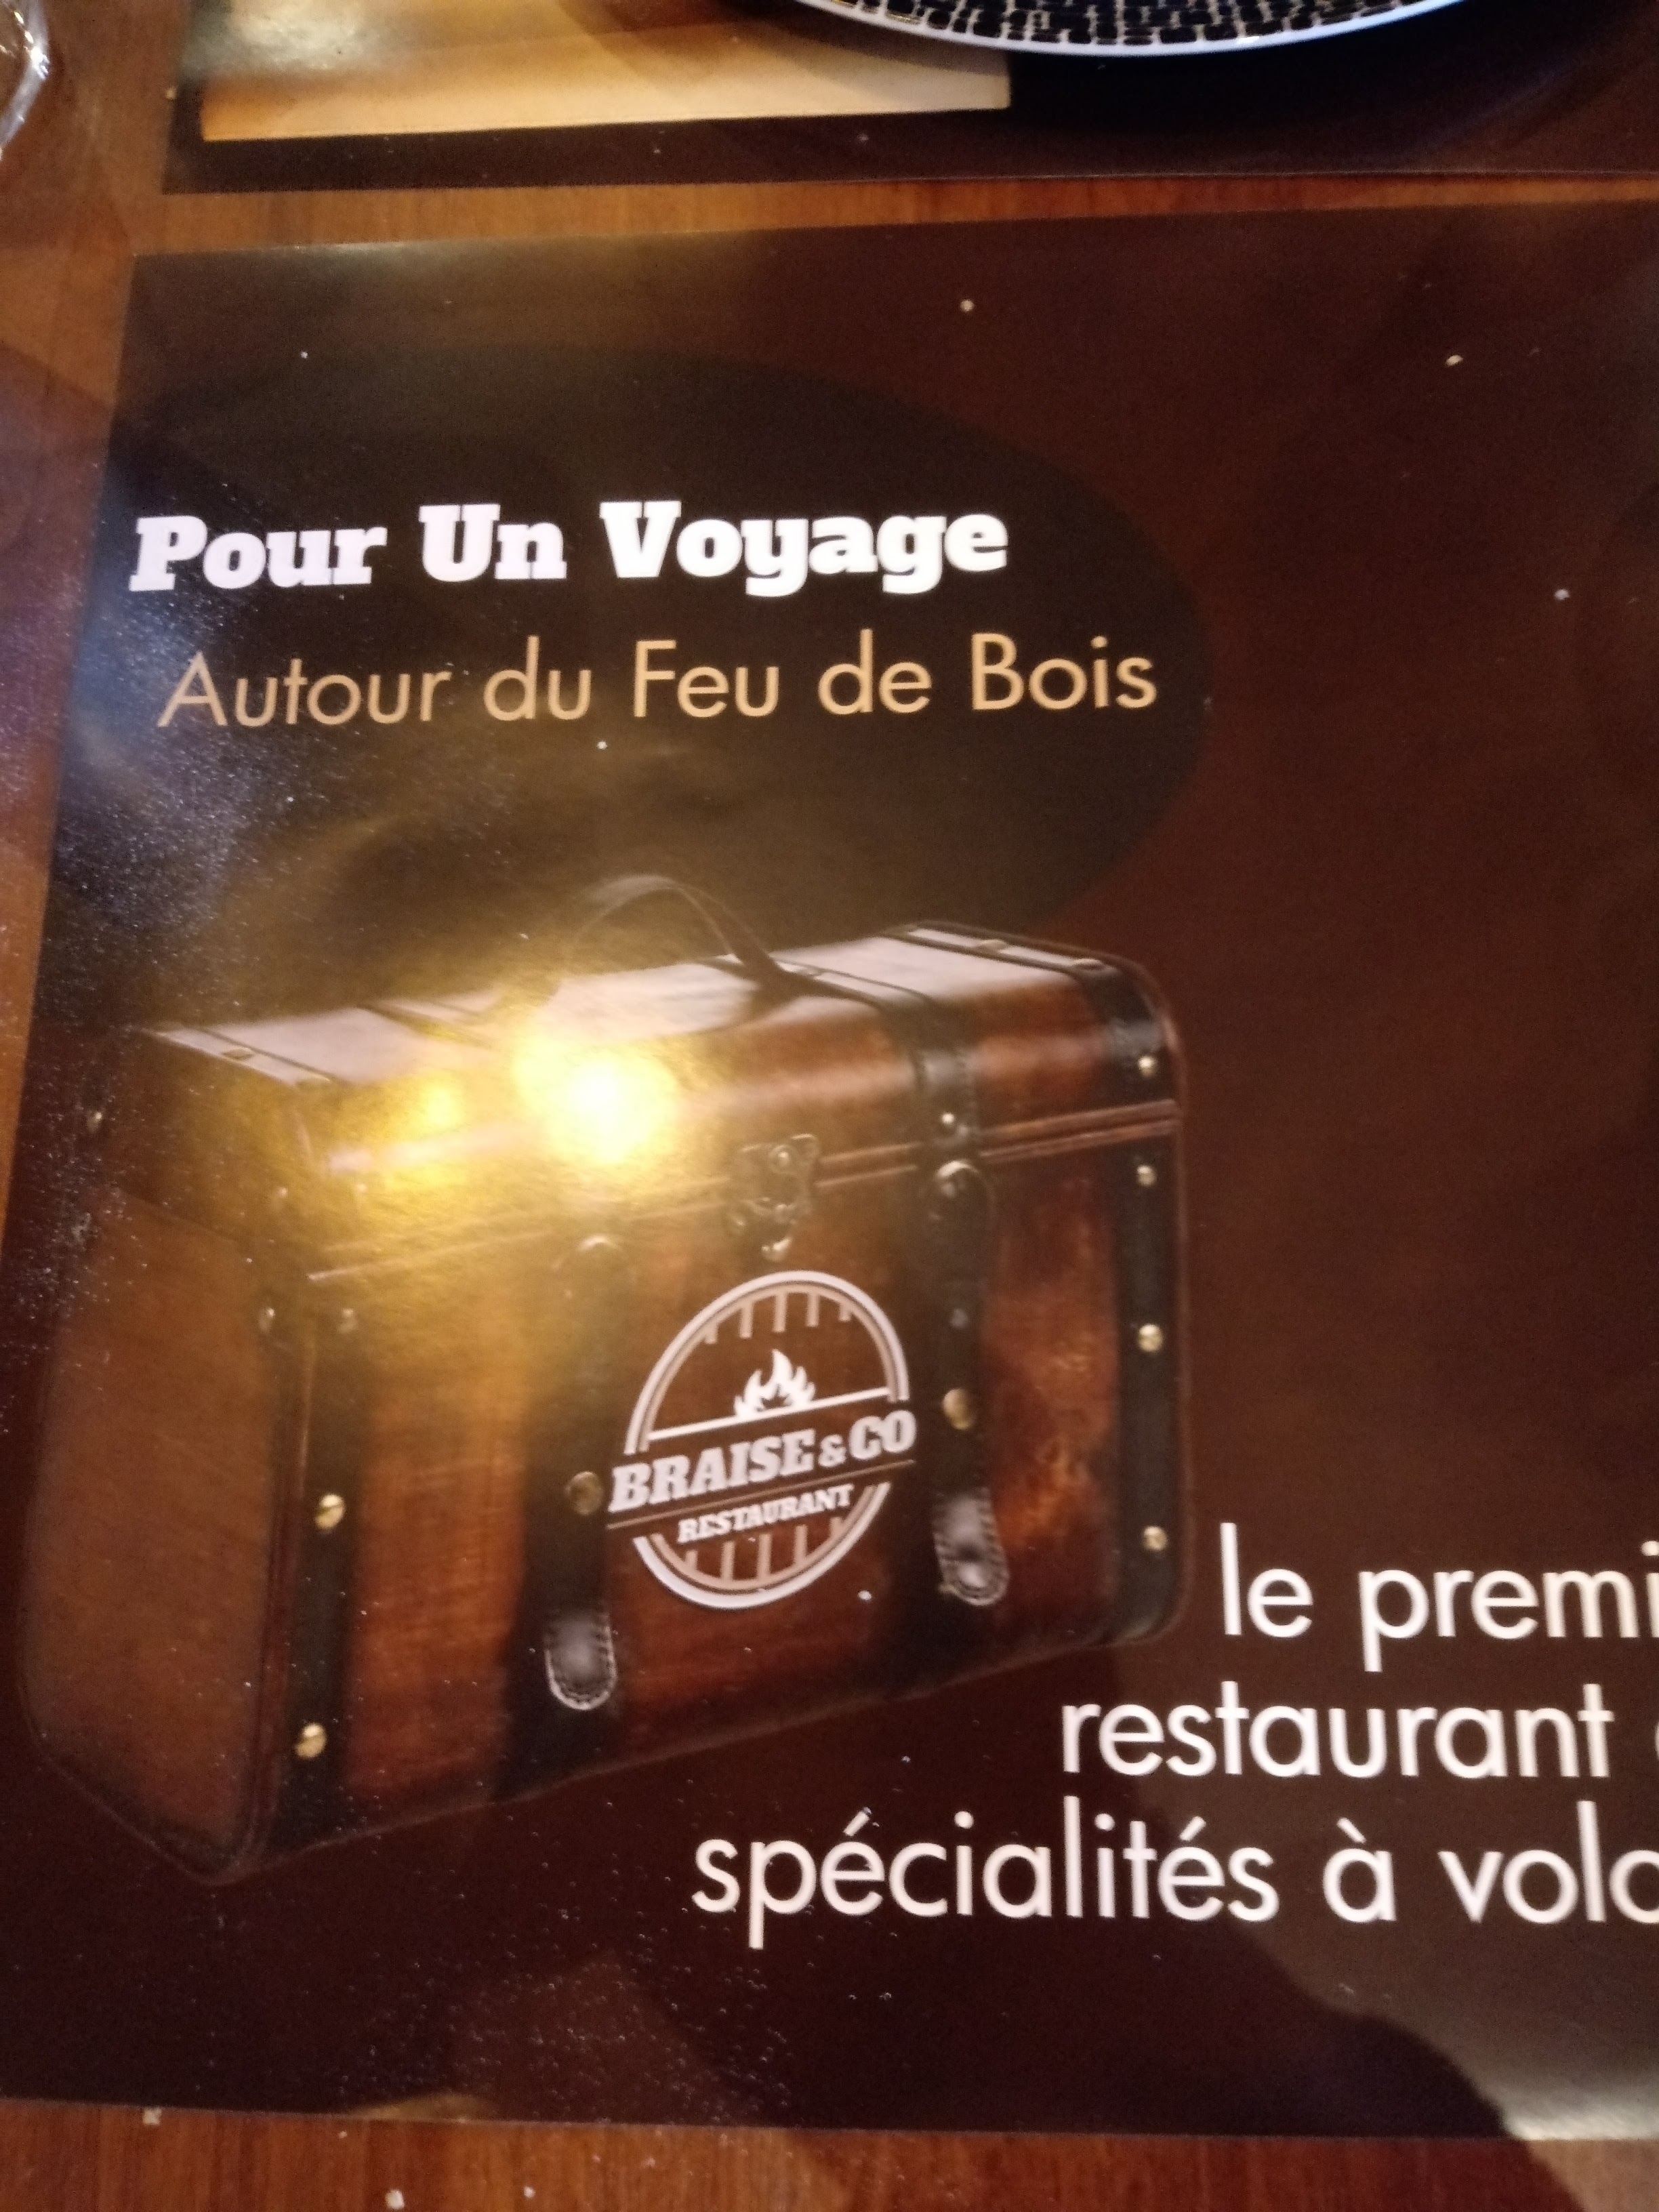 Pour Un Voyage
Autour du Feu de Bois
BRAISE & CO
RESTAURANT
le premi
restaurant
spécialités à volo